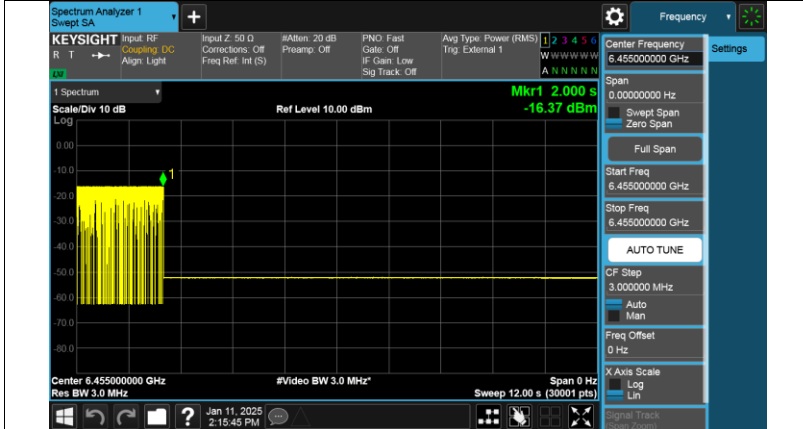 Spectrum Analyzer 1
Swept SA
+
Frequency
KEYSIGHT
R T
Input: RF
Coupling: DC
Align: Light
Input Z: 50 Ω
Corrections: Off
Freq Ref: Int (S)
#Atten: 20 dB
Preamp: Off
PNO: Fast
Gate: Off
IF Gain: Low
Sig Track: Off
Avg Type: Power (RMS)
Trig: External 1
1 2 3 4 5 6
W W W W W W
A N N N N N
Center Frequency
6.455000000 GHz
Settings
Span
0.00000000 Hz
Swept Span
Zero Span
Full Span
Start Freq
6.455000000 GHz
Stop Freq
6.455000000 GHz
AUTO TUNE
CF Step
3.000000 MHz
Auto
Man
Freq Offset
0 Hz
X Axis Scale
Log
Lin
Signal Track
(Span Zoom)
1 Spectrum
Scale/Div 10 dB
Ref Level 10.00 dBm
Mkr1 2.000 s
-16.37 dBm
Log
0.00
-10.0
-20.0
-30.0
-40.0
-50.0
-60.0
-70.0
-80.0
1
Center 6.455000000 GHz
Res BW 3.0 MHz
#Video BW 3.0 MHz*
Span 0 Hz
Sweep 12.00 s (30001 pts)
?
Jan 11, 2025
2:15:45 PM